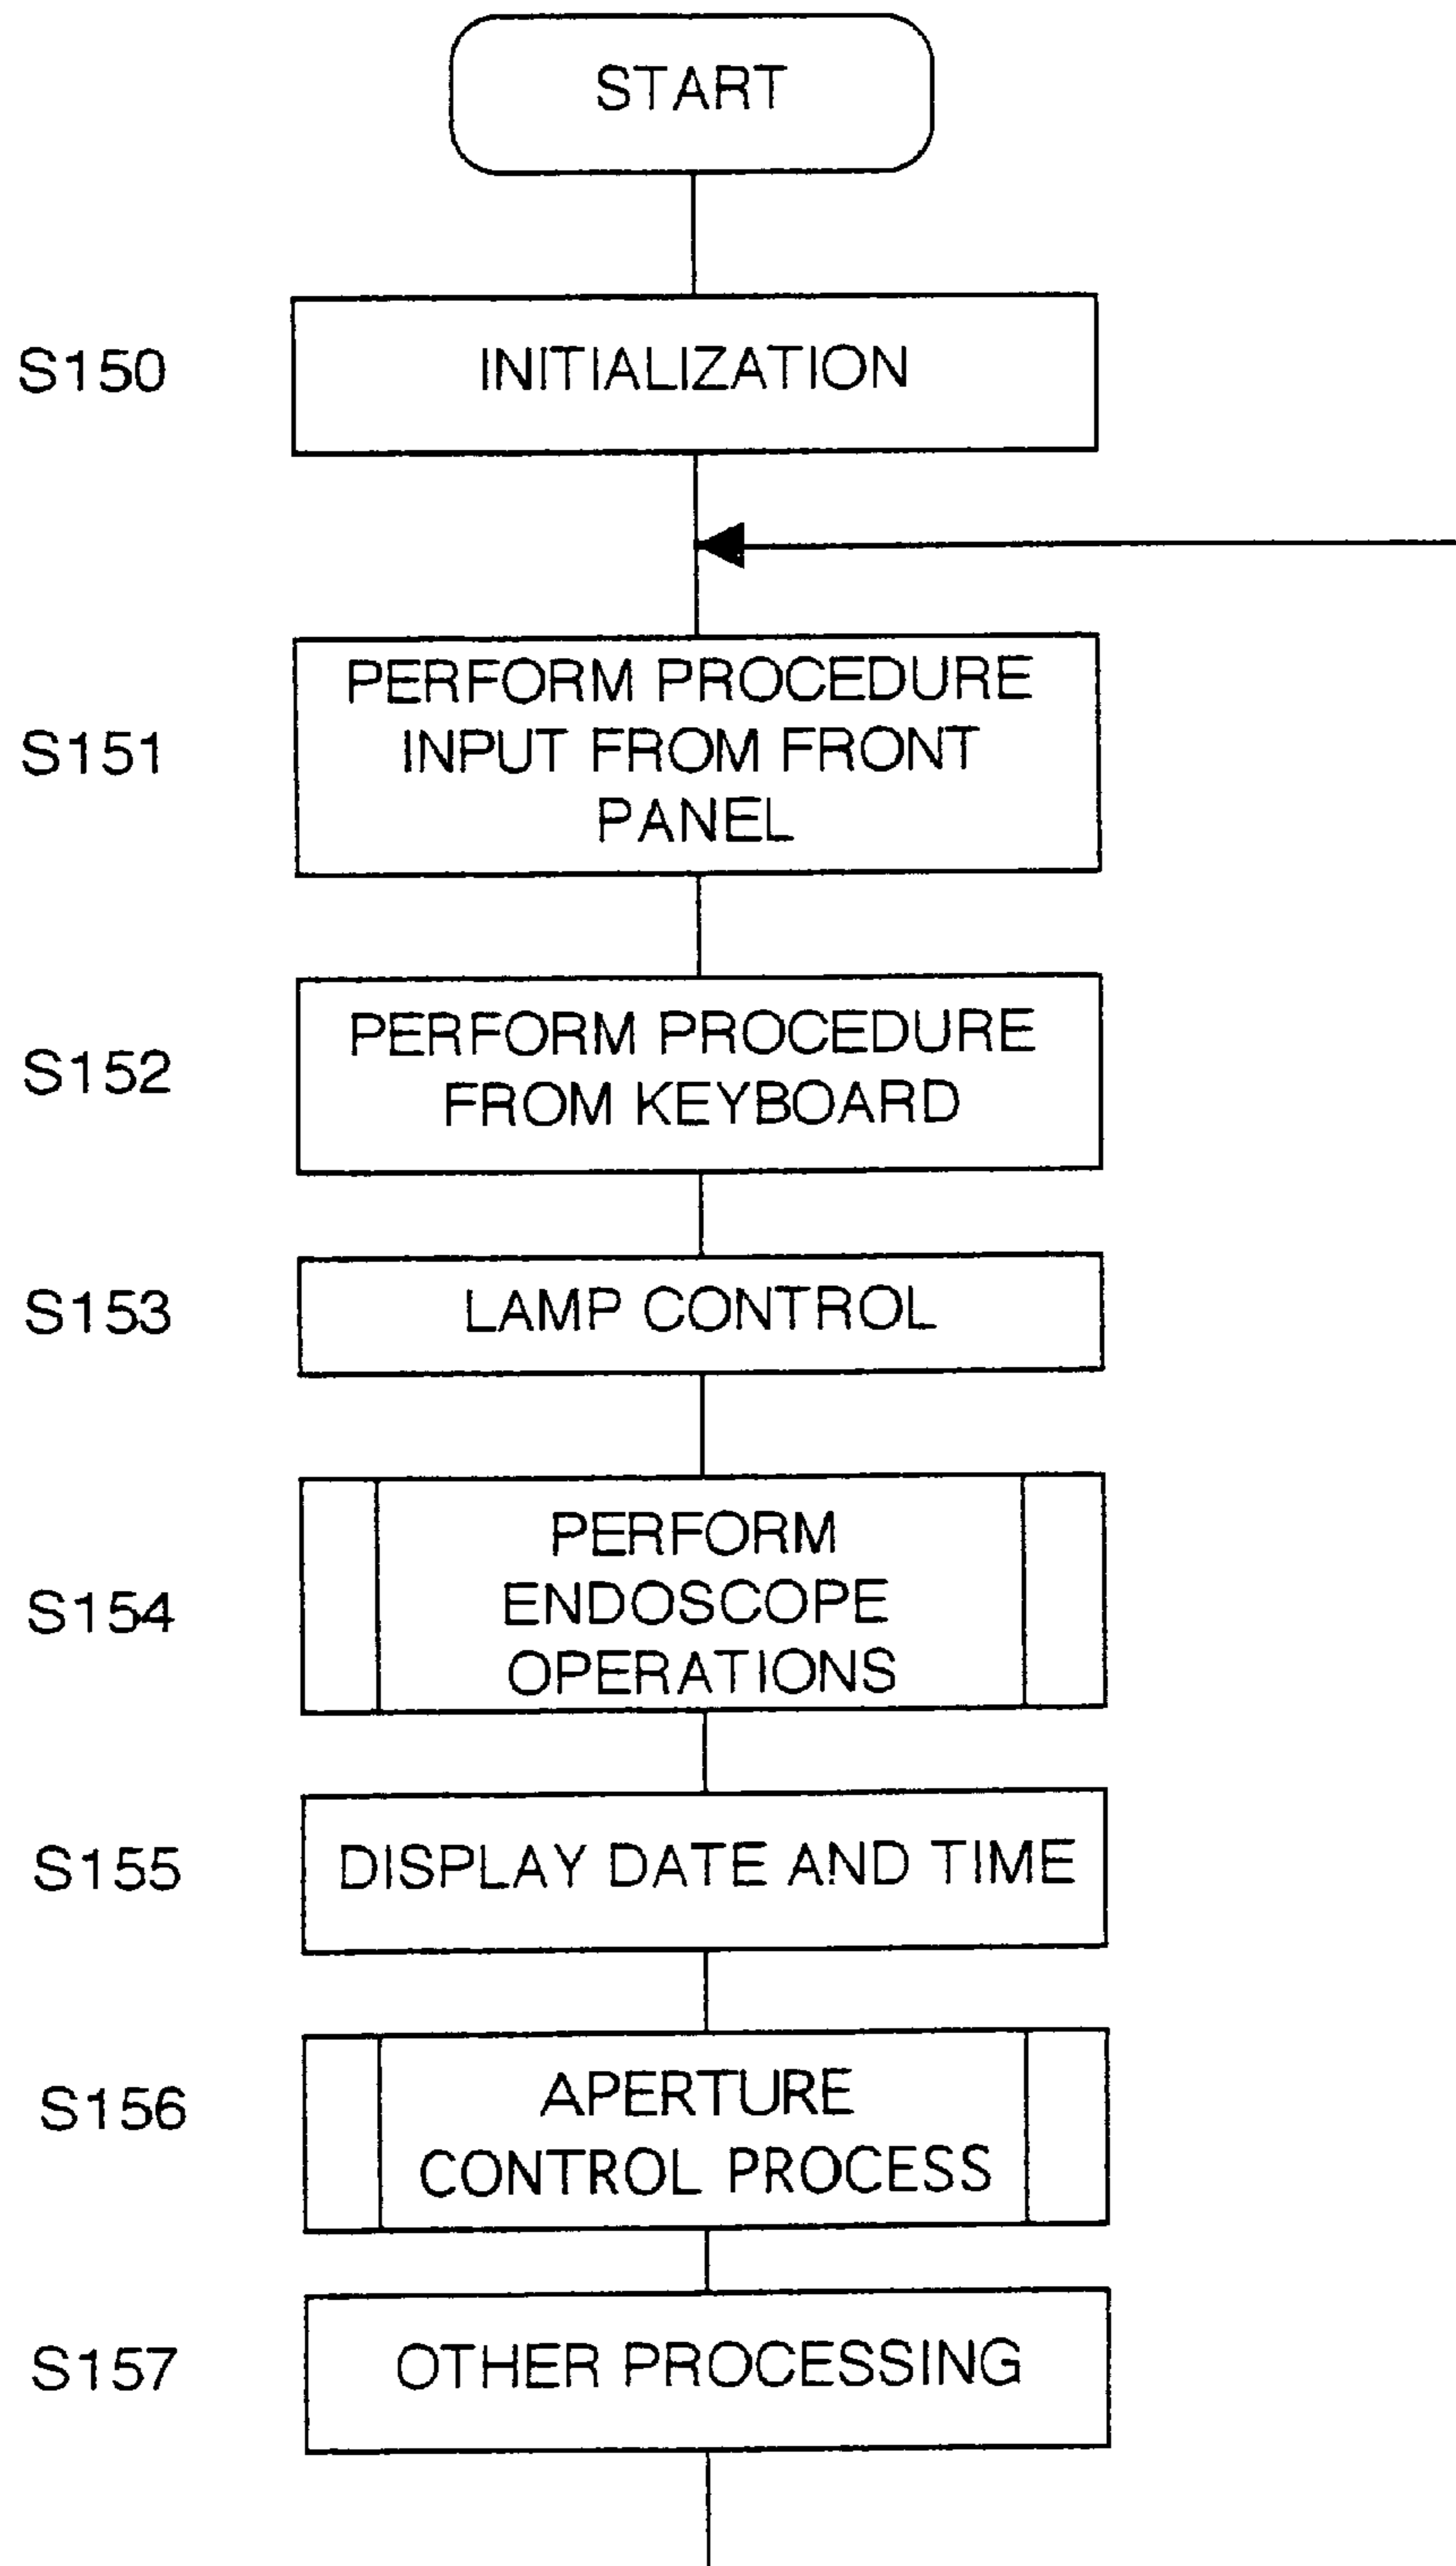 START
S150
INITIALIZATION
S151
PERFORM PROCEDURE
INPUT FROM FRONT
PANEL
S152
PERFORM PROCEDURE
FROM KEYBOARD
S153
LAMP CONTROL
S154
PERFORM
ENDOSCOPE
OPERATIONS
S155
DISPLAY DATE AND TIME
S156
APERTURE
CONTROL PROCESS
S157
OTHER PROCESSING